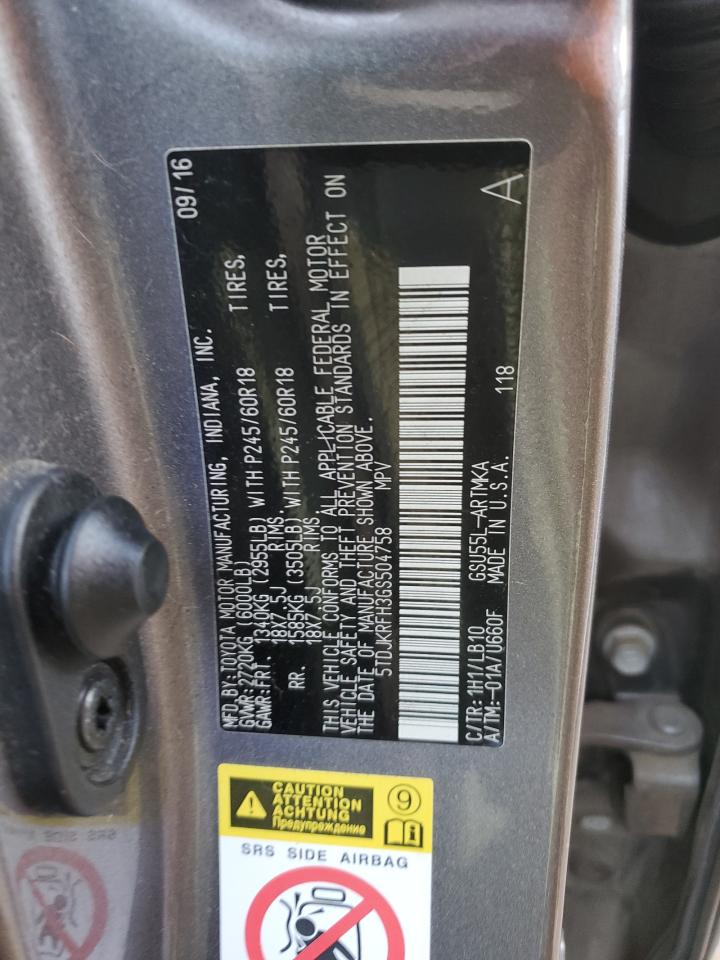 MFD. BY: TOYOTA MOTOR MANUFACTURING, INDIANA, INC. 09/16
GVWR: 2720KG (6000LB)
GAWR: FRT. 1340KG (2955LB) WITH P245/60R18 TIRES,
18X7.5J RIMS
RR. 1585KG (3505LB) WITH P245/60R18 TIRES,
18X7.5J RIMS
THIS VEHICLE CONFORMS TO ALL APPLICABLE FEDERAL MOTOR
VEHICLE SAFETY AND THEFT PREVENTION STANDARDS IN EFFECT ON
THE DATE OF MANUFACTURE SHOWN ABOVE.
5TDJKRFH3GS504758 MPV
C/TR: 1H1/LB10 GSU55L-ARTMKA 118
A/TM: -01A/U660F MADE IN U.S.A.
A
CAUTION
ATTENTION
ACHTUNG
Предупреждение
9
SRS SIDE AIRBAG